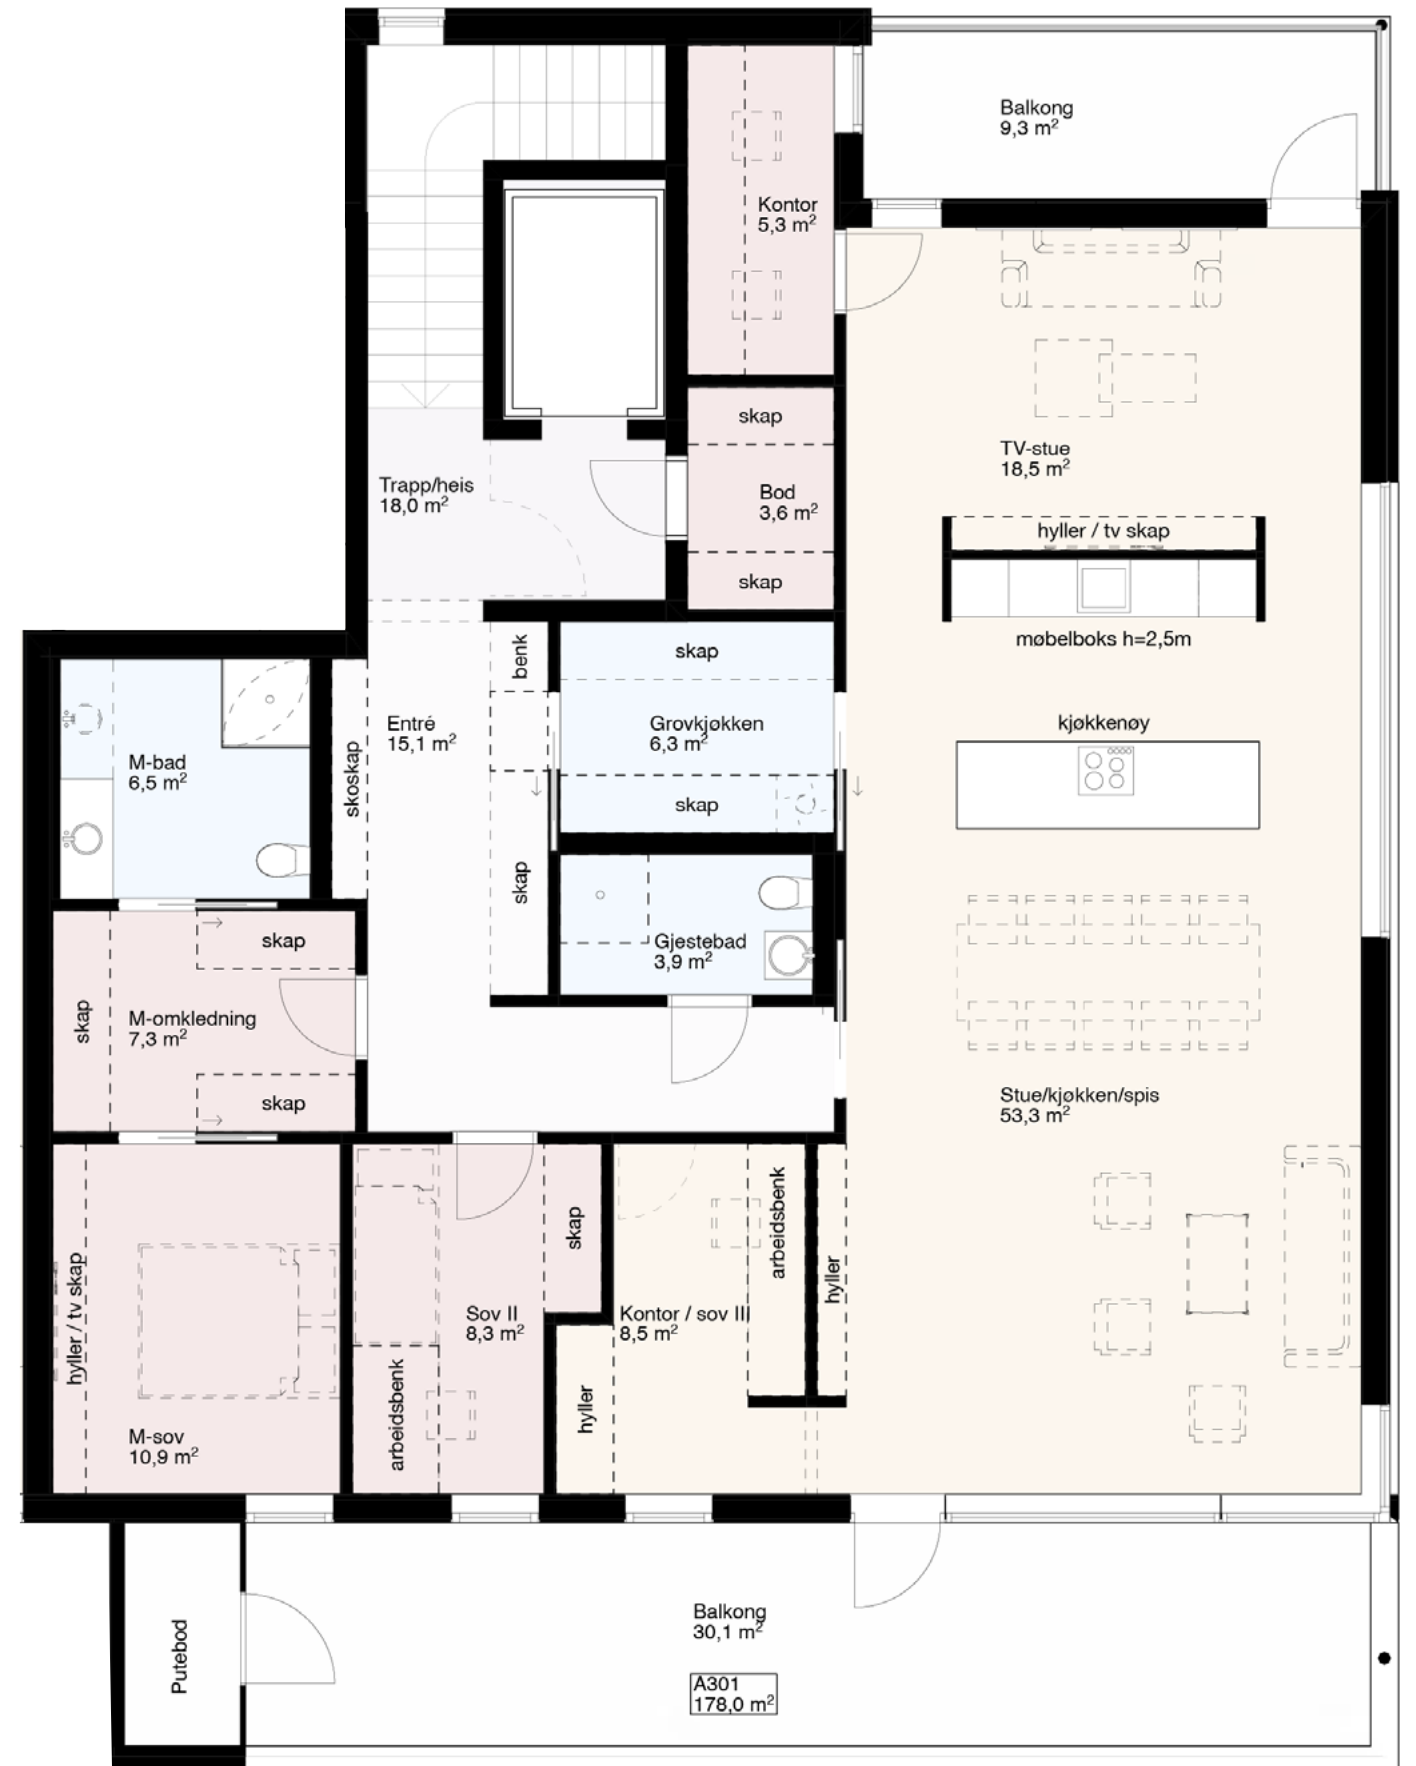 Balkong
9,3 m²
Kontor
5,3 m²
skap
TV-stue
18,5 m²
Trapp/heis
18,0 m²
Bod
3,6 m²
hyller / tv skap
skap
møbelboks h=2,5m
benk
skap
Entré
15,1 m²
Grovkjøkken
6,3 m²
kjøkkenøy
M-bad
6,5 m²
skoskap
skap
skap
skap
Gjestebad
3,9 m²
skap
M-omkledning
7,3 m²
skap
Stue/kjøkken/spis
53,3 m²
arbeidsbenk
skap
hyller
hyller / tv skap
Sov II
8,3 m²
Kontor / sov III
8,5 m²
arbeidsbenk
hyller
M-sov
10,9 m²
Balkong
30,1 m²
Putebod
A301
178,0 m²